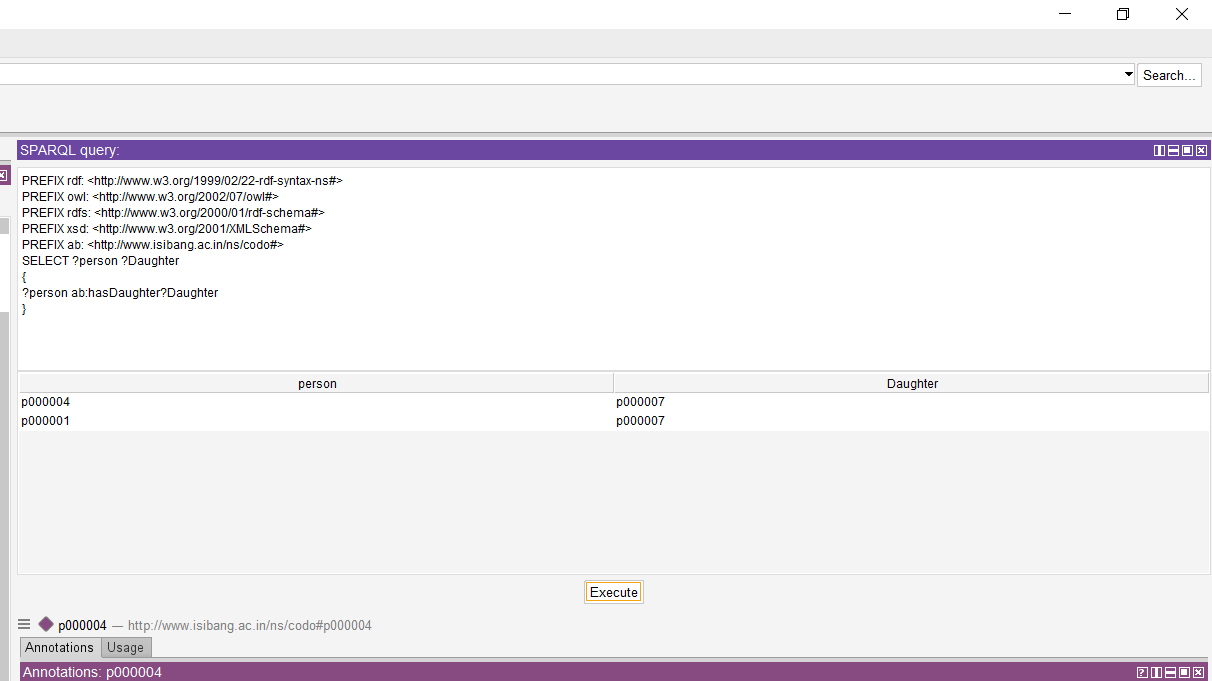 Search...
SPARQL query:
PREFIX rdf: <http://www.w3.org/1999/02/22-rdf-syntax-ns#>
PREFIX owl: <http://www.w3.org/2002/07/owl#>
PREFIX rdfs: <http://www.w3.org/2000/01/rdf-schema#>
PREFIX xsd: <http://www.w3.org/2001/XMLSchema#>
PREFIX ab: <http://www.isibang.ac.in/ns/codo#>
SELECT ?person ?Daughter
{
?person ab:hasDaughter?Daughter
}
person Daughter
p000004 p000007
p000001 p000007
Execute
p000004 — http://www.isibang.ac.in/ns/codo#p000004
Annotations Usage
Annotations: p000004